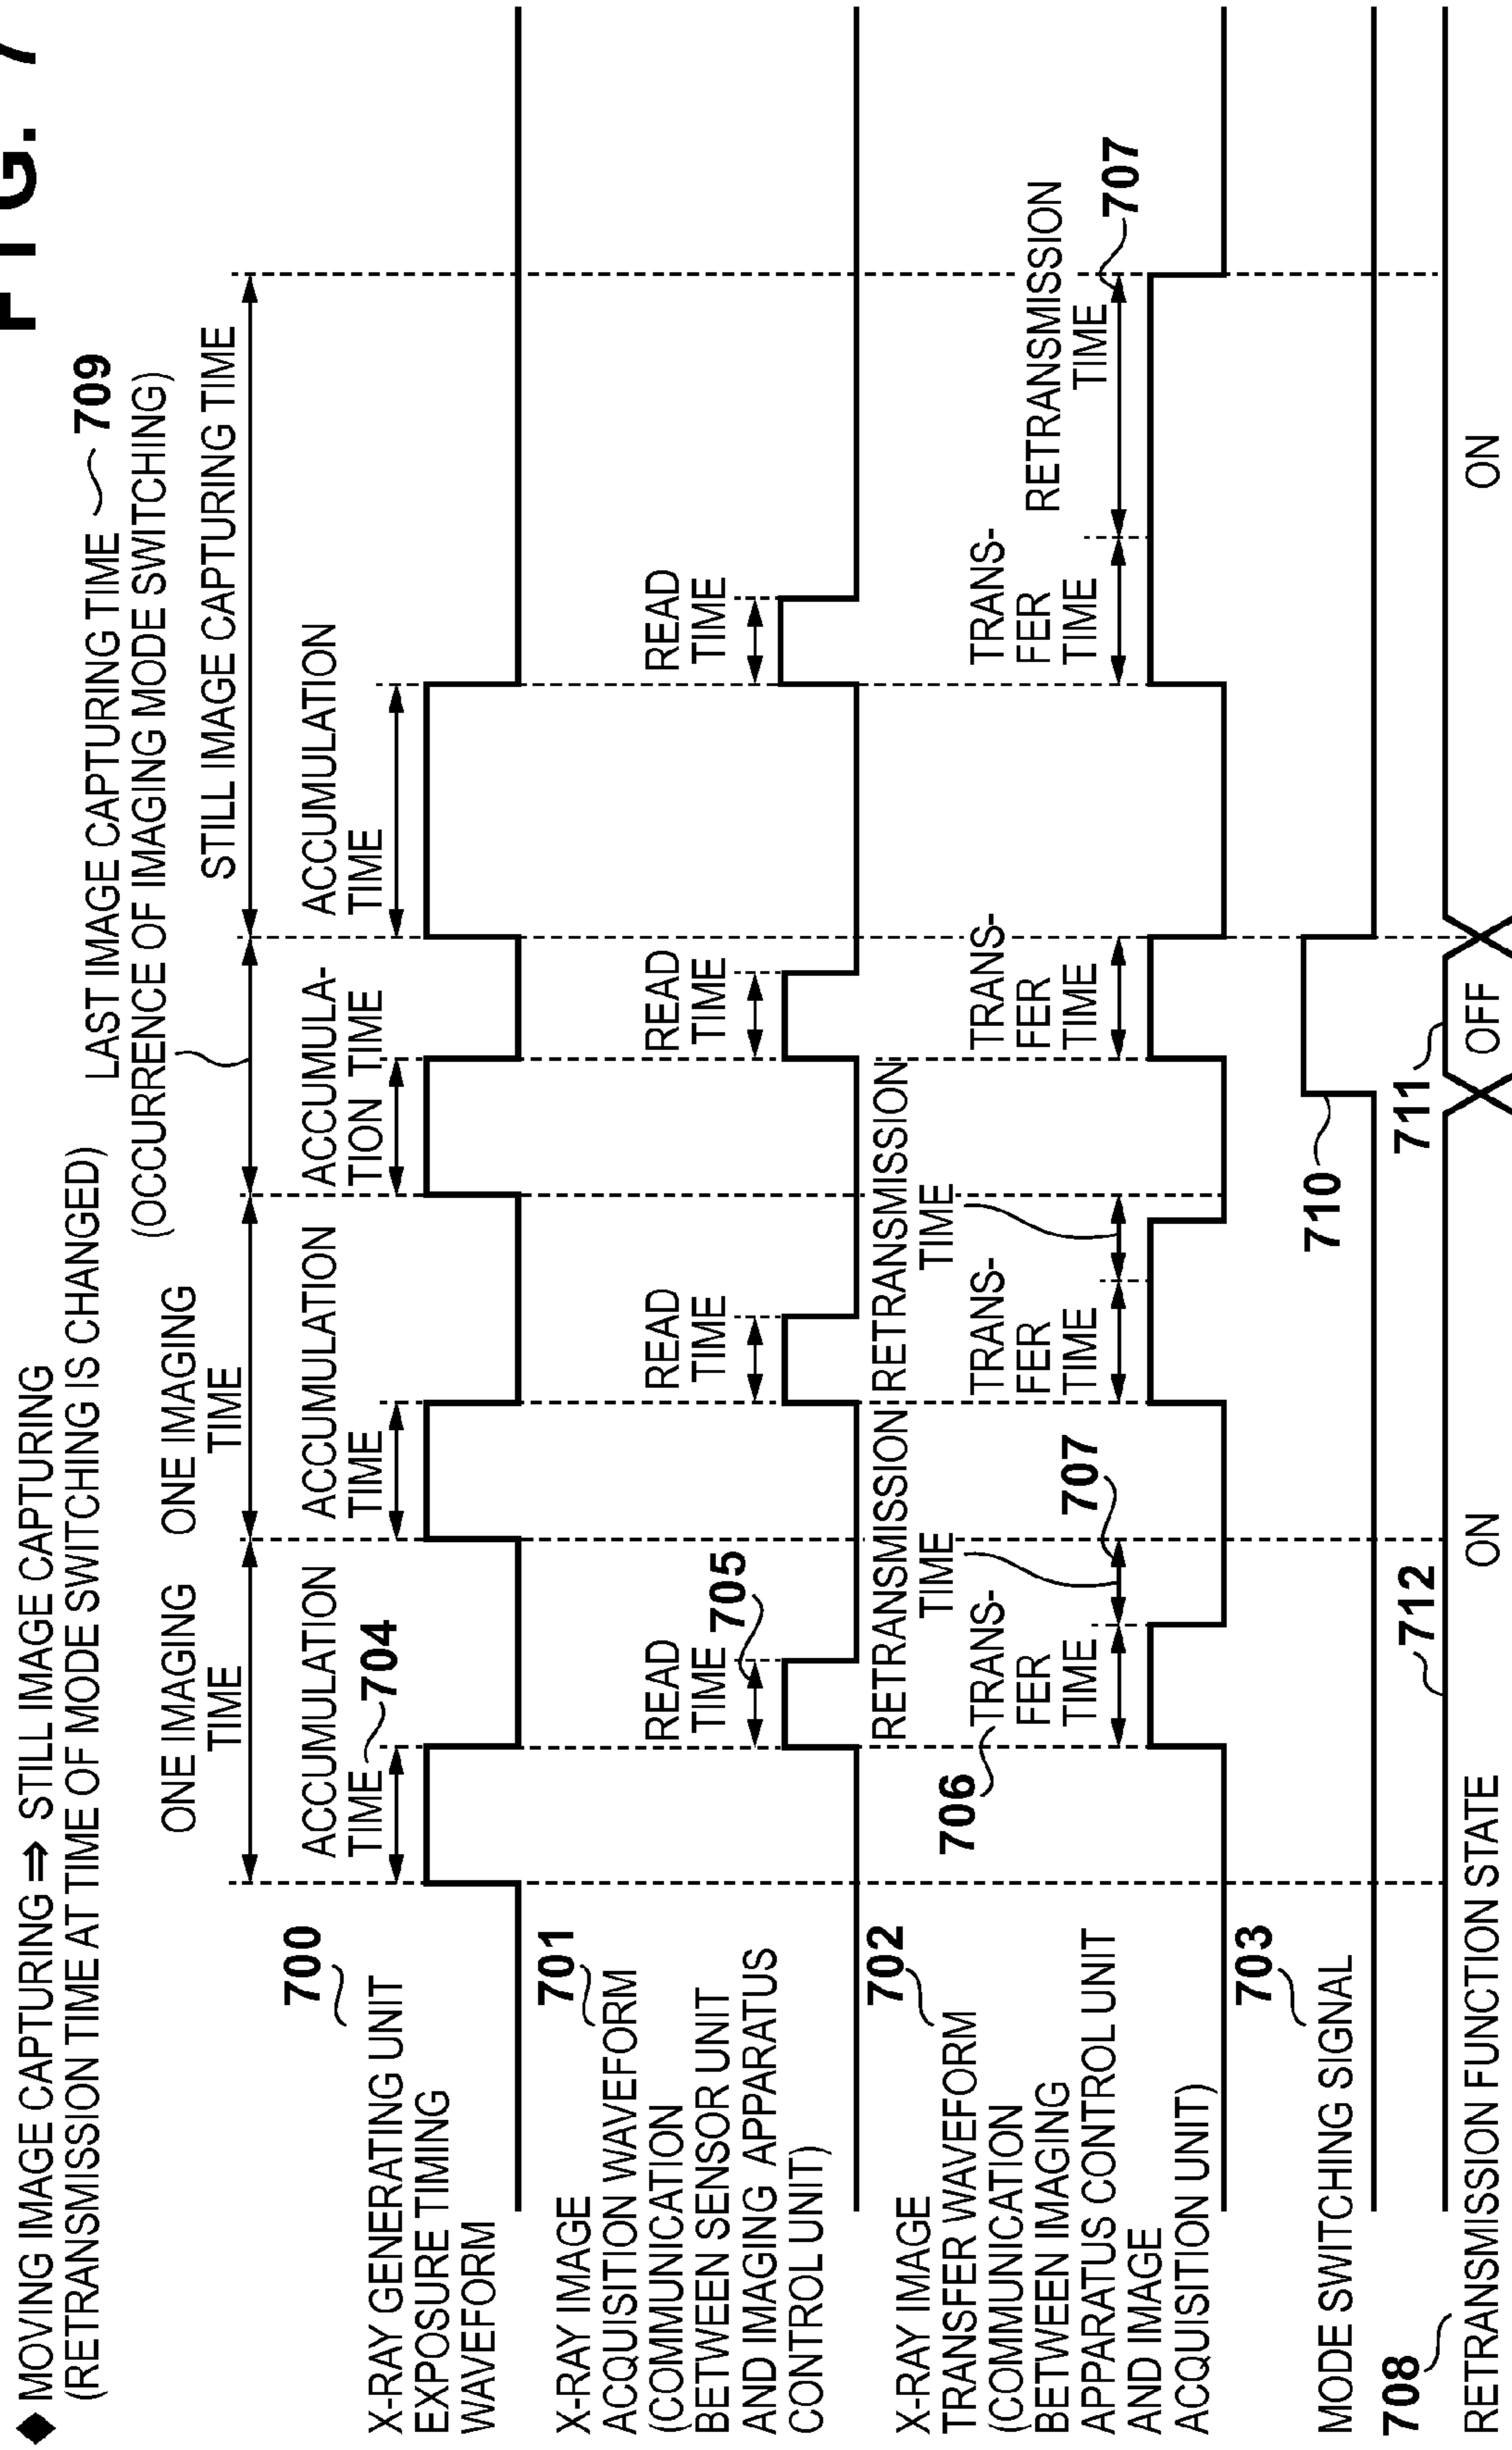 FIG. 7
◆ MOVING IMAGE CAPTURING ⇒ STILL IMAGE CAPTURING
(RETRANSMISSION TIME AT TIME OF MODE SWITCHING IS CHANGED)
LAST IMAGE CAPTURING TIME 709
(OCCURRENCE OF IMAGING MODE SWITCHING)
ONE IMAGING
TIME
ONE IMAGING
TIME
STILL IMAGE CAPTURING TIME
700
X-RAY GENERATING UNIT
EXPOSURE TIMING
WAVEFORM
ACCUMULATION
TIME 704
ACCUMULATION
TIME
ACCUMULA-
TION TIME
ACCUMULATION
TIME
701
X-RAY IMAGE
ACQUISITION WAVEFORM
(COMMUNICATION
BETWEEN SENSOR UNIT
AND IMAGING APPARATUS
CONTROL UNIT)
READ
TIME 705
READ
TIME
READ
TIME
READ
TIME
702
X-RAY IMAGE
TRANSFER WAVEFORM
(COMMUNICATION
BETWEEN IMAGING
APPARATUS CONTROL UNIT
AND IMAGE
ACQUISITION UNIT)
706
TRANS-
FER
TIME
RETRANSMISSION
TIME
707
TRANS-
FER
TIME
RETRANSMISSION
TIME
TRANS-
FER
TIME
TRANS-
FER
TIME
RETRANSMISSION
TIME
707
703
MODE SWITCHING SIGNAL
710
708
RETRANSMISSION FUNCTION STATE
712
ON
711
OFF
ON